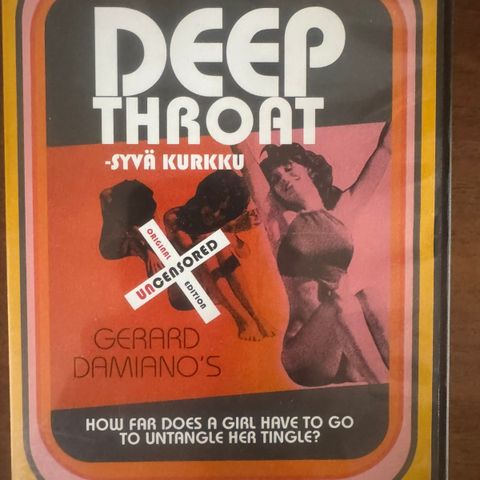 DEEP
THROAT
-SYVÄ KURKKU
ORIGINAL
UNCENSORED
EDITION
GERARD
DAMIANO'S
HOW FAR DOES A GIRL HAVE TO GO
TO UNTANGLE HER TINGLE?